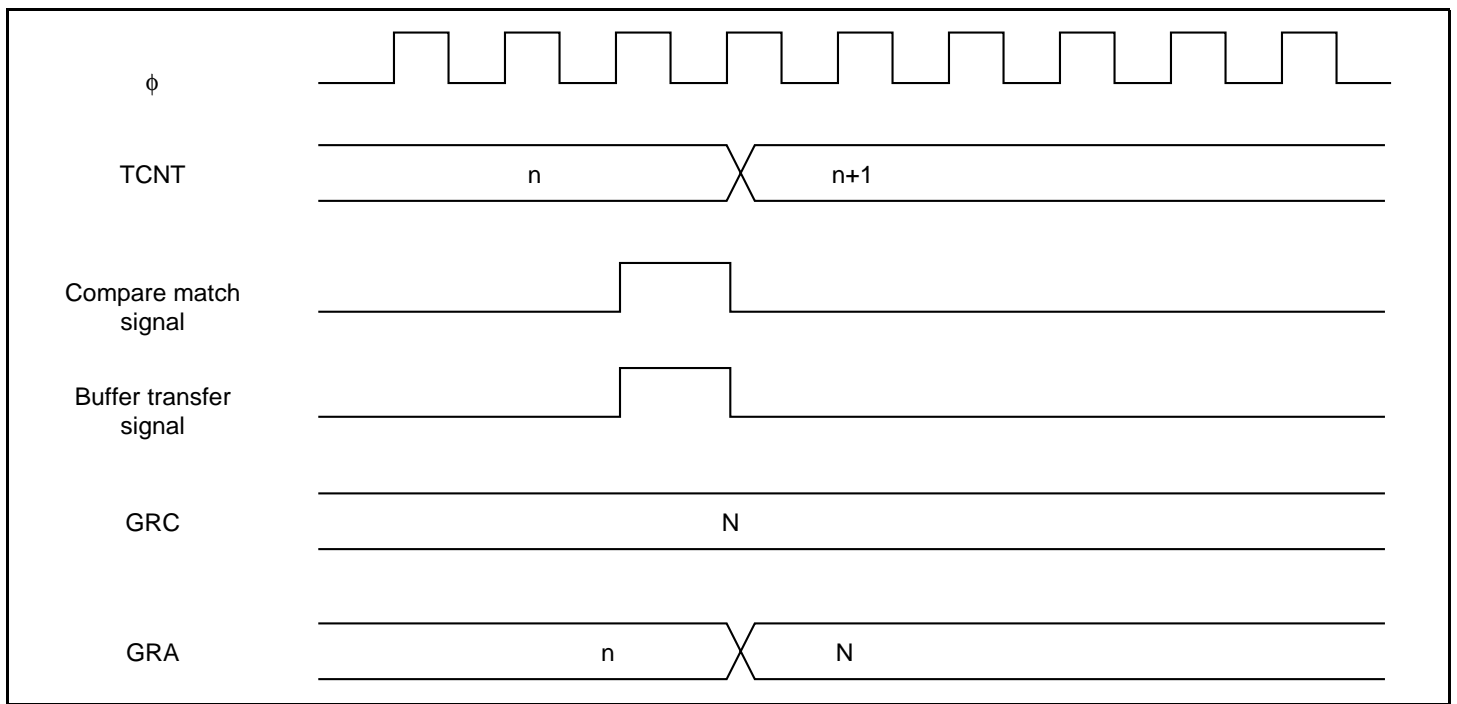 ϕ
TCNT
n
n+1
Compare match
signal
Buffer transfer
signal
GRC
N
GRA
n
N